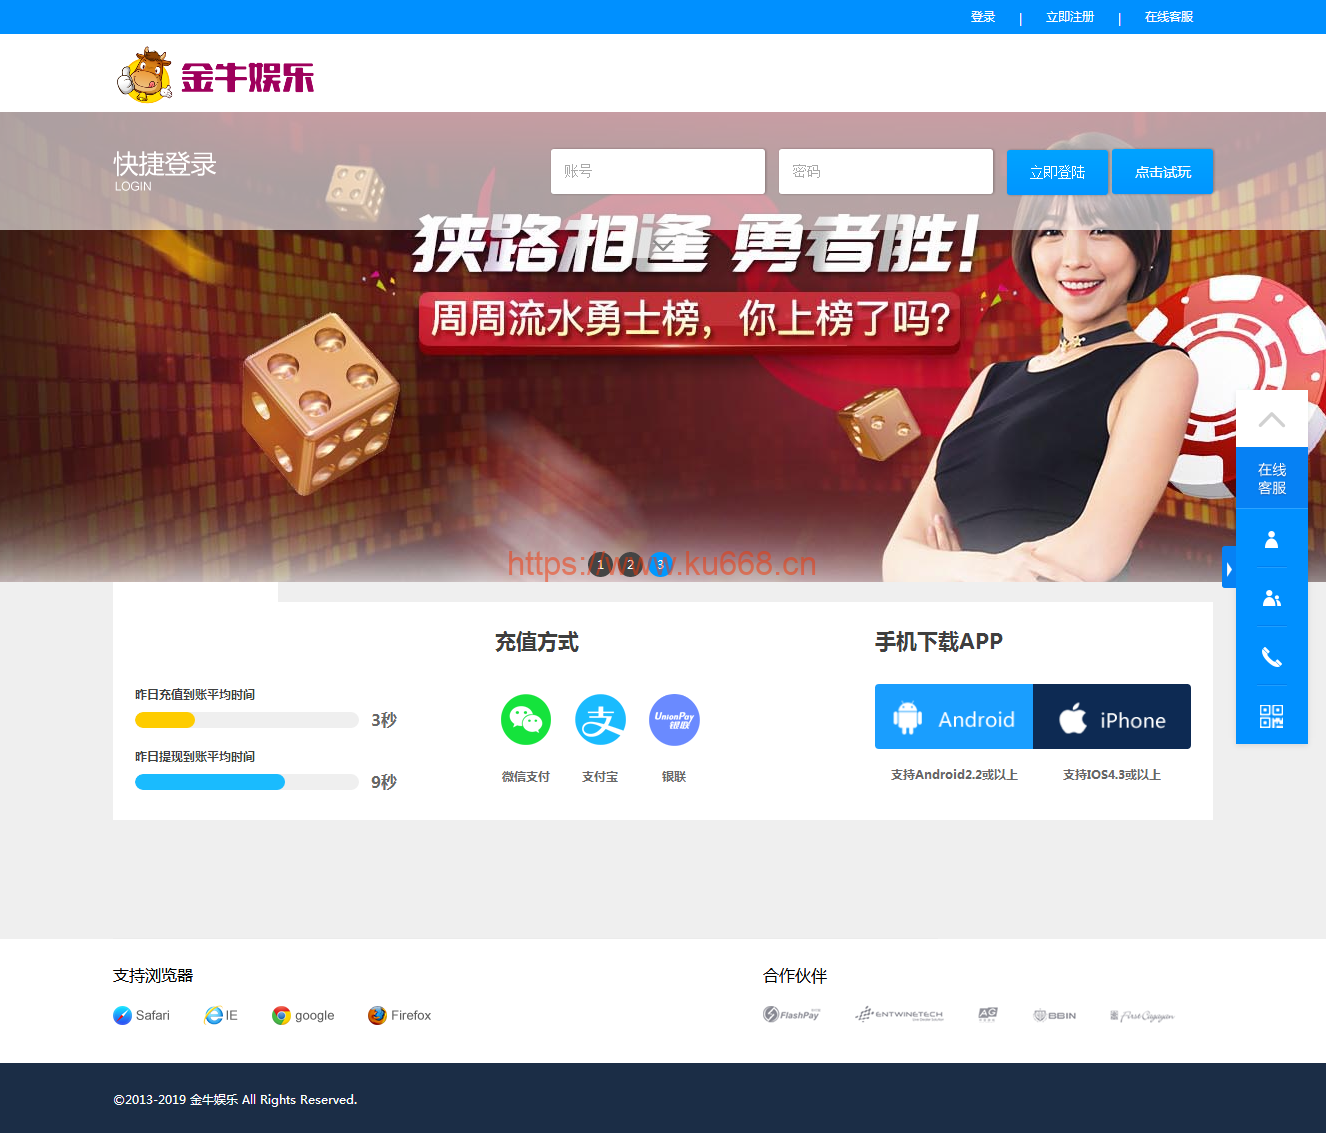 登录 | 立即注册 | 在线客服
金牛娱乐
快捷登录
LOGIN
账号
密码
立即登陆
点击试玩
狭路相逢 勇者胜!
周周流水勇士榜，你上榜了吗?
https://www.ku668.cn
1 2 3
在线
客服
充值方式
手机下载APP
昨日充值到账平均时间
3秒
昨日提现到账平均时间
9秒
UnionPay
银联
微信支付 支付宝 银联
Android
iPhone
支持Android2.2或以上
支持IOS4.3或以上
支持浏览器
合作伙伴
Safari IE google Firefox
FlashPay ENTWINETECH AG BBIN First Cagayan
©2013-2019 金牛娱乐 All Rights Reserved.